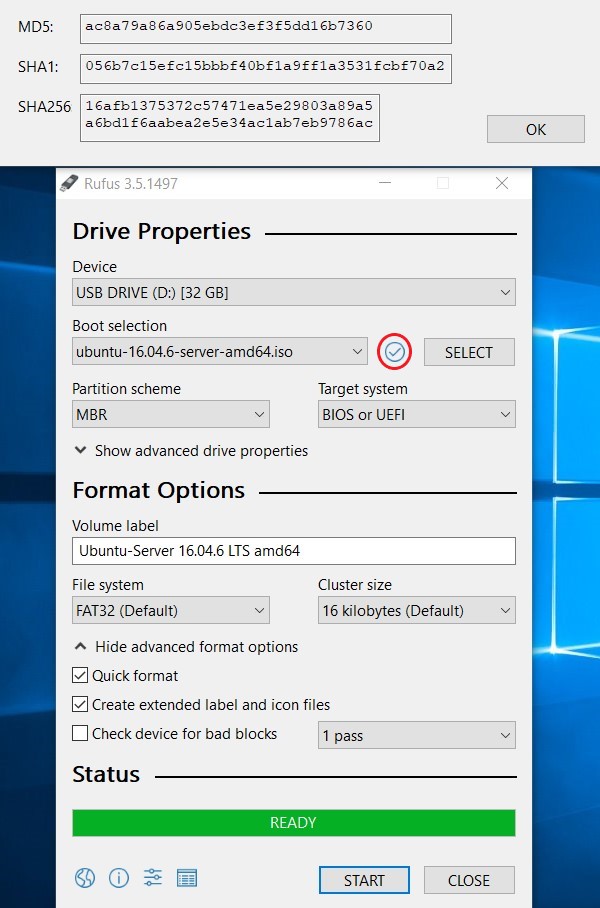 MD5: ac8a79a86a905ebdc3ef3f5dd16b7360
SHA1: 056b7c15efc15bbbf40bf1a9ff1a3531fcbf70a2
SHA256 16afb1375372c57471ea5e29803a89a5
a6bd1f6aabea2e5e34ac1ab7eb9786ac
OK
Rufus 3.5.1497
Drive Properties
Device
USB DRIVE (D:) [32 GB]
Boot selection
ubuntu-16.04.6-server-amd64.iso
SELECT
Partition scheme
Target system
MBR
BIOS or UEFI
Show advanced drive properties
Format Options
Volume label
Ubuntu-Server 16.04.6 LTS amd64
File system
Cluster size
FAT32 (Default)
16 kilobytes (Default)
Hide advanced format options
Quick format
Create extended label and icon files
Check device for bad blocks
1 pass
Status
READY
START
CLOSE